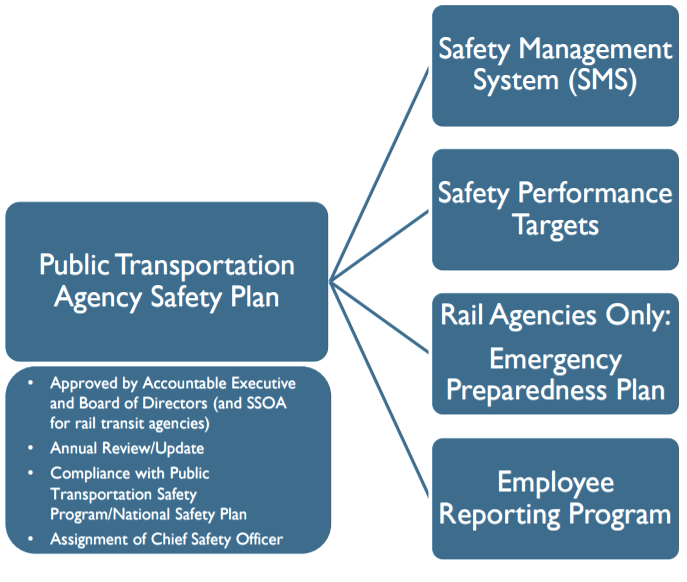 Public Transportation
Agency Safety Plan
• Approved by Accountable Executive
and Board of Directors (and SSOA
for rail transit agencies)
• Annual Review/Update
• Compliance with Public
Transportation Safety
Program/National Safety Plan
• Assignment of Chief Safety Officer
Safety Management
System (SMS)
Safety Performance
Targets
Rail Agencies Only:
Emergency
Preparedness Plan
Employee
Reporting Program